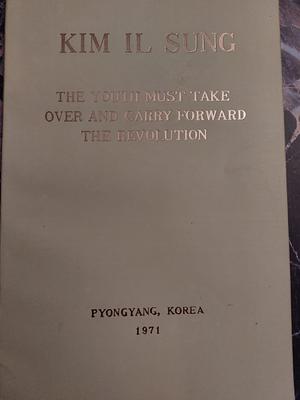 KIM IL SUNG
THE YOUTH MUST TAKE
OVER AND CARRY FORWARD
THE REVOLUTION
PYONGYANG, KOREA
1971